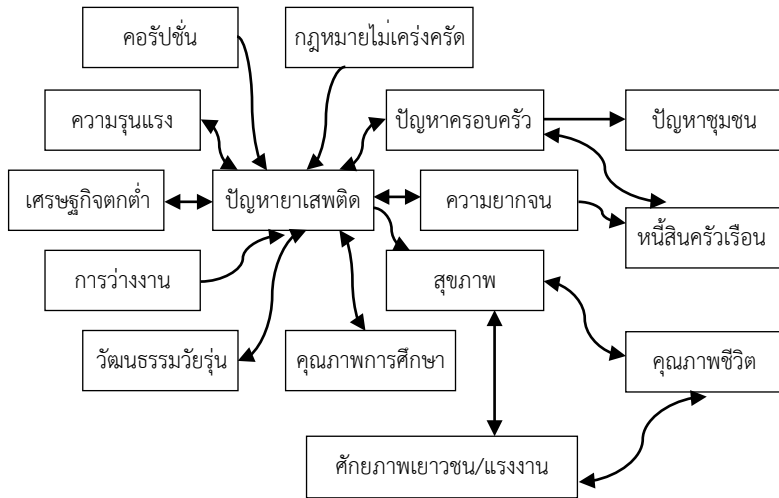 คอรัปชั่น
กฎหมายไม่เคร่งครัด
ความรุนแรง
ปัญหาครอบครัว
ปัญหาชุมชน
เศรษฐกิจตกต่ำ
ปัญหายาเสพติด
ความยากจน
หนี้สินครัวเรือน
การว่างงาน
สุขภาพ
วัฒนธรรมวัยรุ่น
คุณภาพการศึกษา
คุณภาพชีวิต
ศักยภาพเยาวชน/แรงงาน